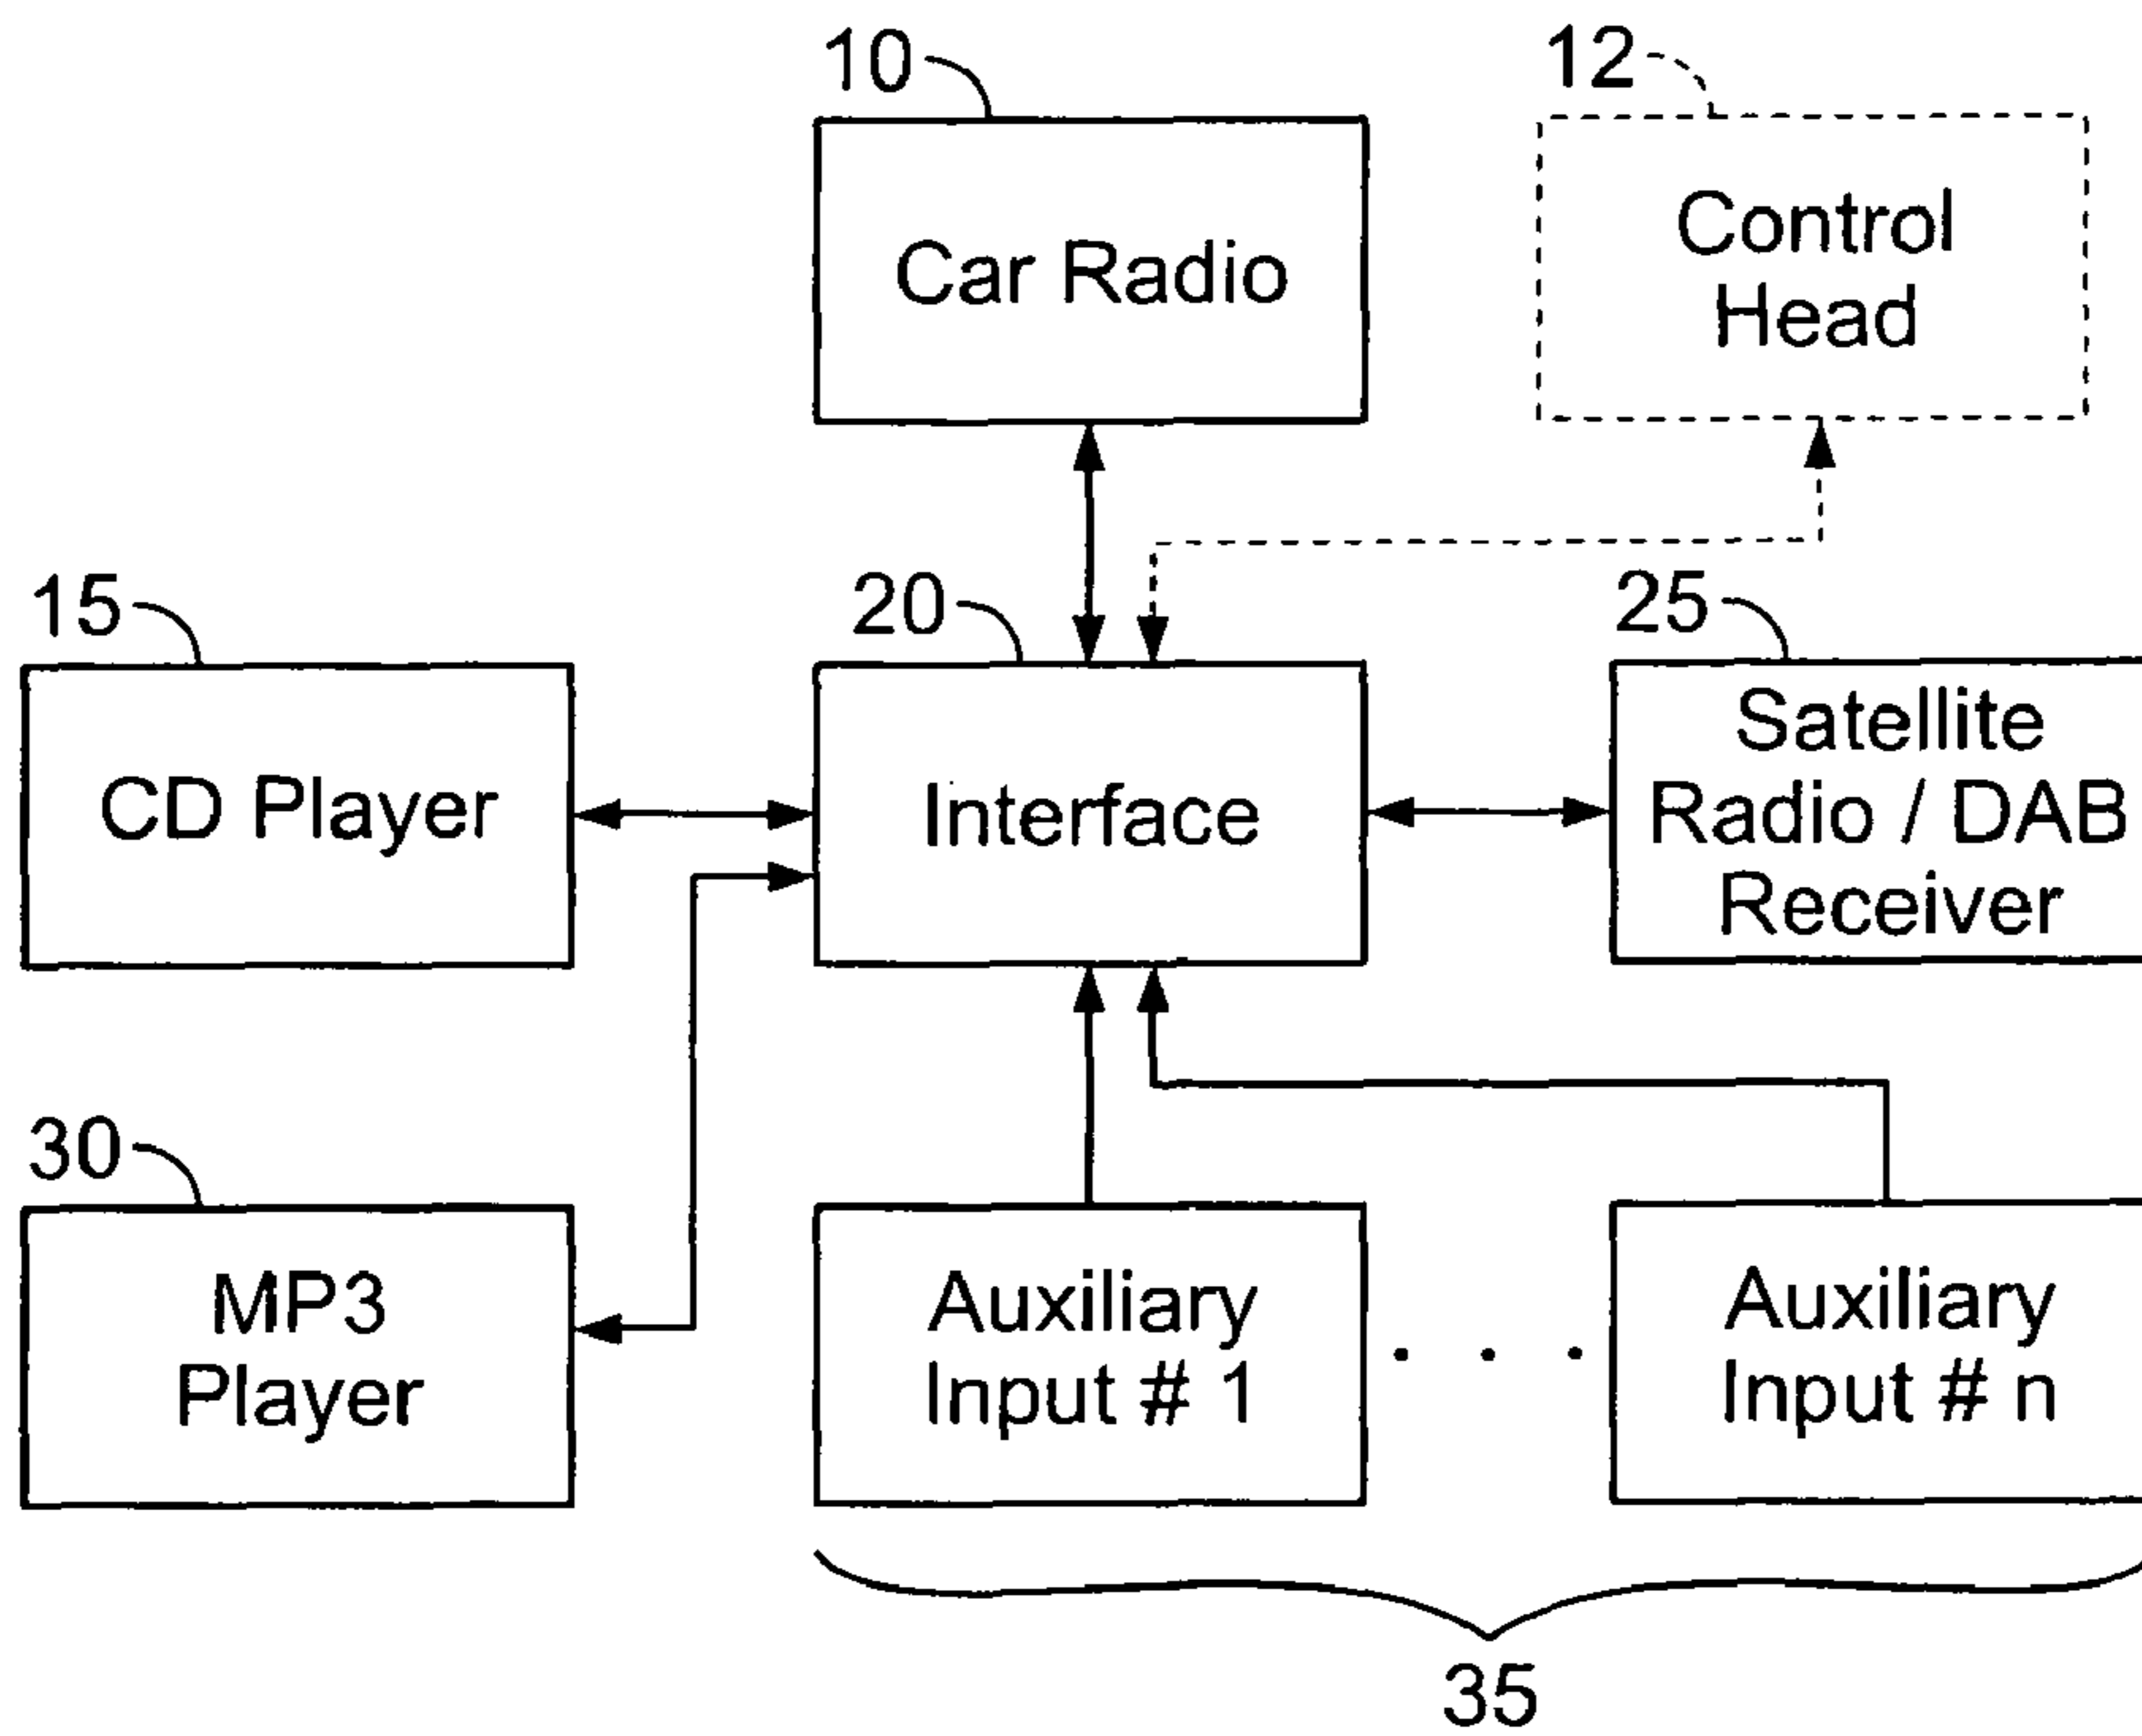 10
12
Car Radio
Control
Head
15
20
25
CD Player
Interface
Satellite
Radio / DAB
Receiver
30
MP3
Player
Auxiliary
Input # 1
. . .
Auxiliary
Input # n
35